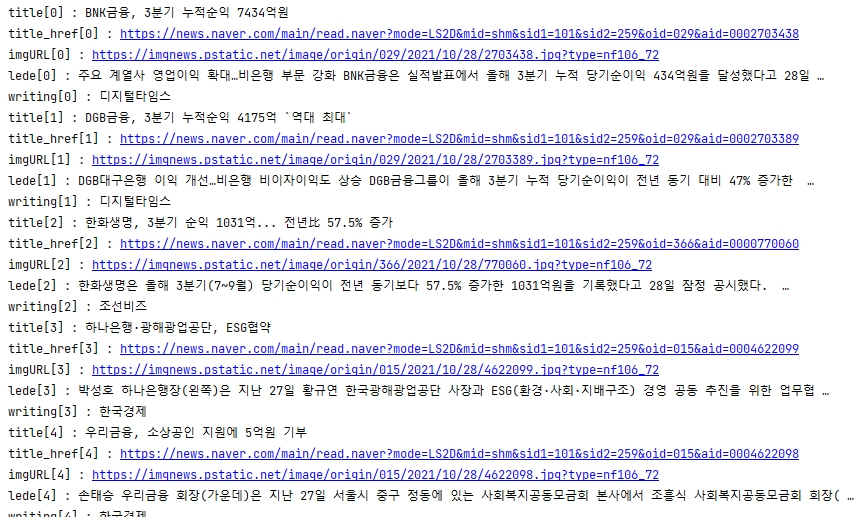 title[0] : BNK금융, 3분기 누적순익 7434억원
title_href[0] : https://news.naver.com/main/read.naver?mode=LS2D&mid=shm&sid1=101&sid2=259&oid=029&aid=0002703438
imgURL[0] : https://imgnews.pstatic.net/image/origin/029/2021/10/28/2703438.jpg?type=nf106_72
lede[0] : 주요 계열사 영업이익 확대…비은행 부문 강화 BNK금융은 실적발표에서 올해 3분기 누적 당기순이익 434억원을 달성했다고 28일 …
writing[0] : 디지털타임스
title[1] : DGB금융, 3분기 누적순익 4175억 `역대 최대`
title_href[1] : https://news.naver.com/main/read.naver?mode=LS2D&mid=shm&sid1=101&sid2=259&oid=029&aid=0002703389
imgURL[1] : https://imgnews.pstatic.net/image/origin/029/2021/10/28/2703389.jpg?type=nf106_72
lede[1] : DGB대구은행 이익 개선…비은행 비이자이익도 상승 DGB금융그룹이 올해 3분기 누적 당기순이익이 전년 동기 대비 47% 증가한 …
writing[1] : 디지털타임스
title[2] : 한화생명, 3분기 순익 1031억... 전년比 57.5% 증가
title_href[2] : https://news.naver.com/main/read.naver?mode=LS2D&mid=shm&sid1=101&sid2=259&oid=366&aid=0000770060
imgURL[2] : https://imgnews.pstatic.net/image/origin/366/2021/10/28/770060.jpg?type=nf106_72
lede[2] : 한화생명은 올해 3분기(7~9월) 당기순이익이 전년 동기보다 57.5% 증가한 1031억원을 기록했다고 28일 잠정 공시했다. …
writing[2] : 조선비즈
title[3] : 하나은행·광해광업공단, ESG협약
title_href[3] : https://news.naver.com/main/read.naver?mode=LS2D&mid=shm&sid1=101&sid2=259&oid=015&aid=0004622099
imgURL[3] : https://imgnews.pstatic.net/image/origin/015/2021/10/28/4622099.jpg?type=nf106_72
lede[3] : 박성호 하나은행장(왼쪽)은 지난 27일 황규연 한국광해광업공단 사장과 ESG(환경·사회·지배구조) 경영 공동 추진을 위한 업무협 …
writing[3] : 한국경제
title[4] : 우리금융, 소상공인 지원에 5억원 기부
title_href[4] : https://news.naver.com/main/read.naver?mode=LS2D&mid=shm&sid1=101&sid2=259&oid=015&aid=0004622098
imgURL[4] : https://imgnews.pstatic.net/image/origin/015/2021/10/28/4622098.jpg?type=nf106_72
lede[4] : 손태승 우리금융 회장(가운데)은 지난 27일 서울시 중구 정동에 있는 사회복지공동모금회 본사에서 조흥식 사회복지공동모금회 회장( …
writing[4] : 한국경제